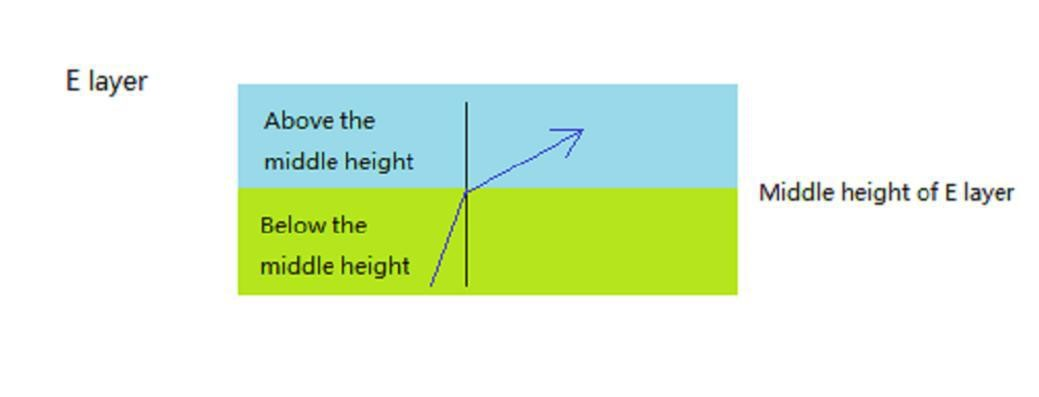 E layer
Above the
middle height
Middle height of E layer
Below the
middle height